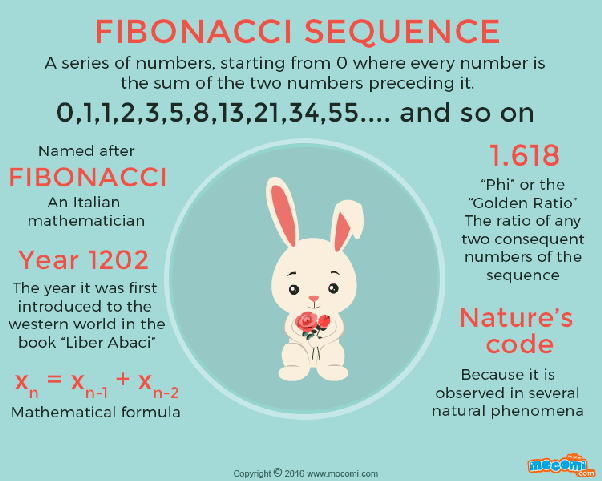 FIBONACCI SEQUENCE
A series of numbers, starting from 0 where every number is
the sum of the two numbers preceding it.
0,1,1,2,3,5,8,13,21,34,55.... and so on
Named after
FIBONACCI
An Italian
mathematician
Year 1202
The year it was first
introduced to the
western world in the
book “Liber Abaci”
xₙ = xₙ₋₁ + xₙ₋₂
Mathematical formula
1.618
“Phi” or the
“Golden Ratio”
The ratio of any
two consequent
numbers of the
sequence
Nature’s
code
Because it is
observed in several
natural phenomena
mocomi.com
Copyright © 2010 www.mocomi.com